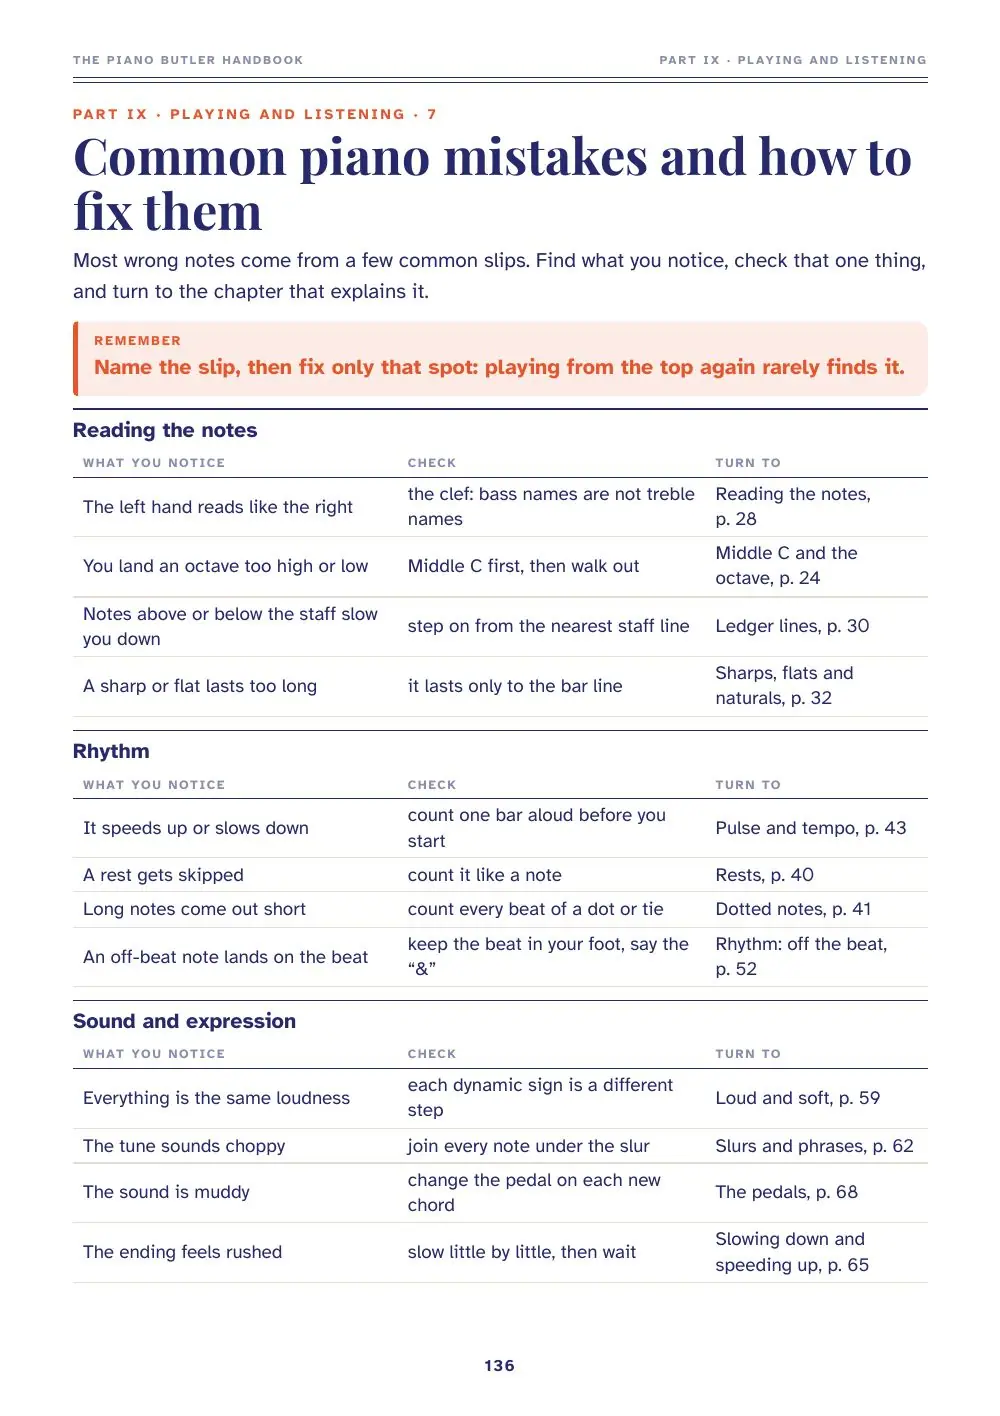 THE PIANO BUTLER HANDBOOK
PART IX · PLAYING AND LISTENING
PART IX · PLAYING AND LISTENING · 7
Common piano mistakes and how to
fix them
Most wrong notes come from a few common slips. Find what you notice, check that one thing,
and turn to the chapter that explains it.
REMEMBER
Name the slip, then fix only that spot: playing from the top again rarely finds it.
Reading the notes
WHAT YOU NOTICE CHECK TURN TO
The left hand reads like the right
the clef: bass names are not treble
names
Reading the notes,
p. 28
You land an octave too high or low
Middle C first, then walk out
Middle C and the
octave, p. 24
Notes above or below the staff slow
you down
step on from the nearest staff line
Ledger lines, p. 30
A sharp or flat lasts too long
it lasts only to the bar line
Sharps, flats and
naturals, p. 32
Rhythm
WHAT YOU NOTICE CHECK TURN TO
It speeds up or slows down
count one bar aloud before you
start
Pulse and tempo, p. 43
A rest gets skipped
count it like a note
Rests, p. 40
Long notes come out short
count every beat of a dot or tie
Dotted notes, p. 41
An off-beat note lands on the beat
keep the beat in your foot, say the
“&”
Rhythm: off the beat,
p. 52
Sound and expression
WHAT YOU NOTICE CHECK TURN TO
Everything is the same loudness
each dynamic sign is a different
step
Loud and soft, p. 59
The tune sounds choppy
join every note under the slur
Slurs and phrases, p. 62
The sound is muddy
change the pedal on each new
chord
The pedals, p. 68
The ending feels rushed
slow little by little, then wait
Slowing down and
speeding up, p. 65
136